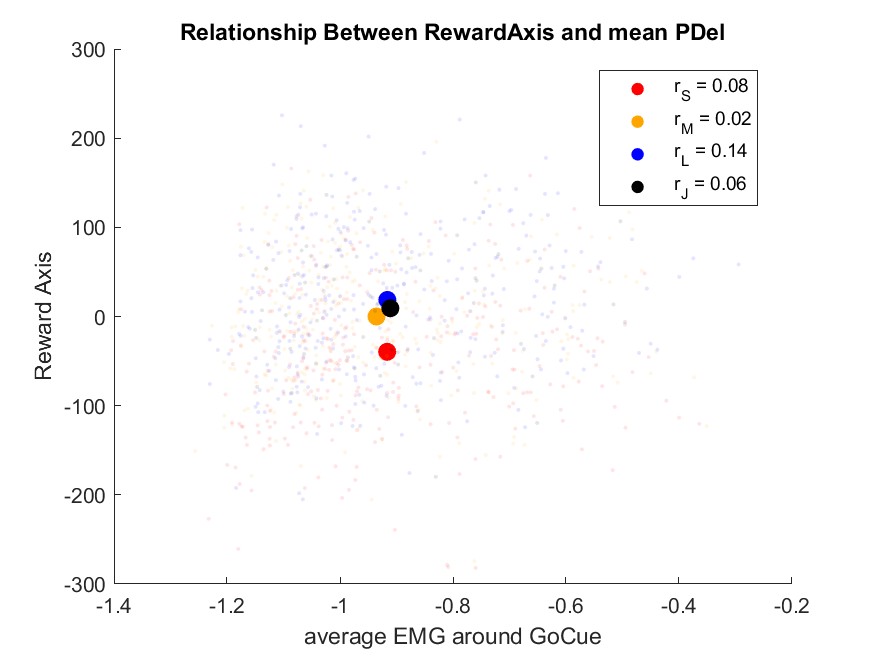 Relationship Between RewardAxis and mean PDel
300
200
100
0
-100
-200
-300
Reward Axis
-1.4
-1.2
-1
-0.8
-0.6
-0.4
-0.2
average EMG around GoCue
r_S = 0.08
r_M = 0.02
r_L = 0.14
r_J = 0.06